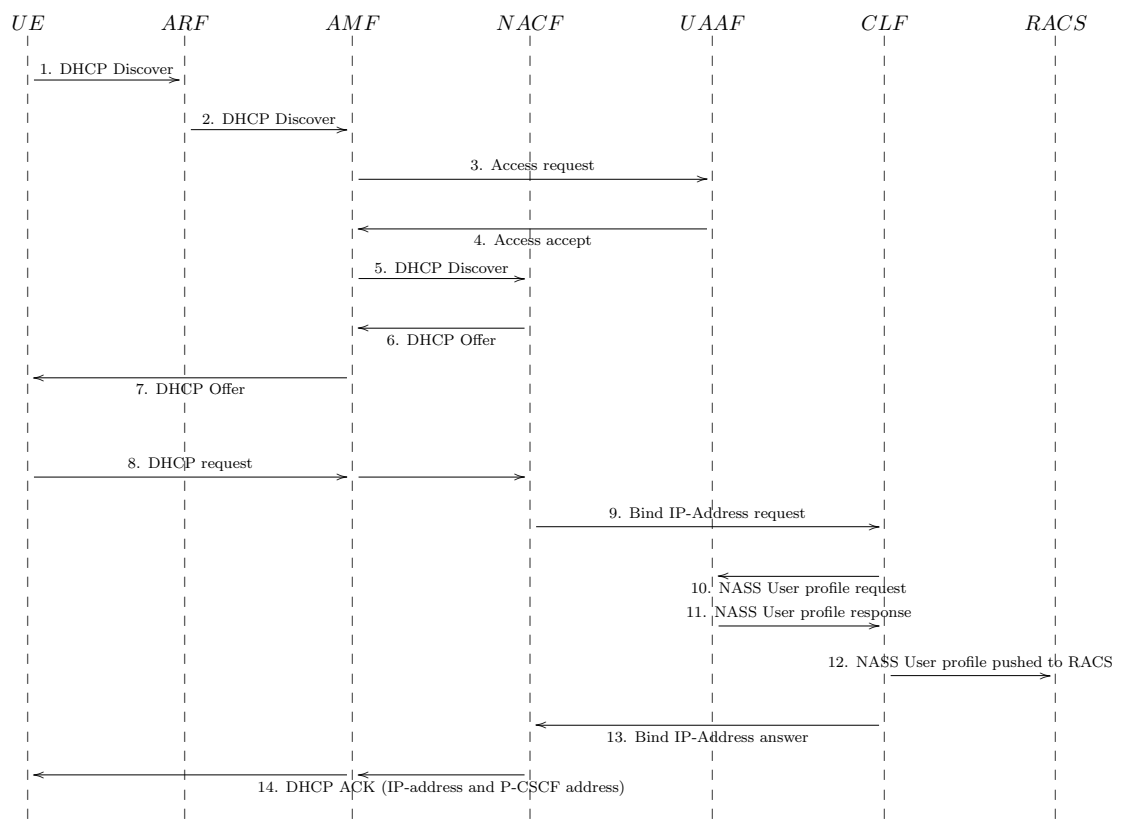 UE ARF AMF NACF UAAF CLF RACS
1. DHCP Discover
2. DHCP Discover
3. Access request
4. Access accept
5. DHCP Discover
6. DHCP Offer
7. DHCP Offer
8. DHCP request
9. Bind IP-Address request
10. NASS User profile request
11. NASS User profile response
12. NASS User profile pushed to RACS
13. Bind IP-Address answer
14. DHCP ACK (IP-address and P-CSCF address)